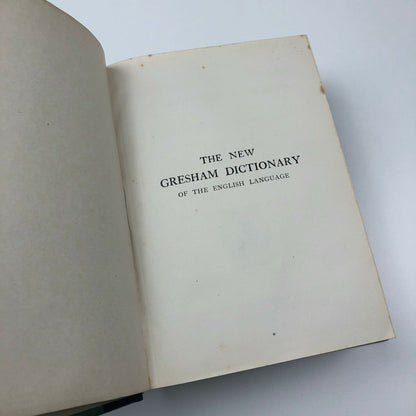 THE NEW
GRESHAM DICTIONARY
OF THE ENGLISH LANGUAGE